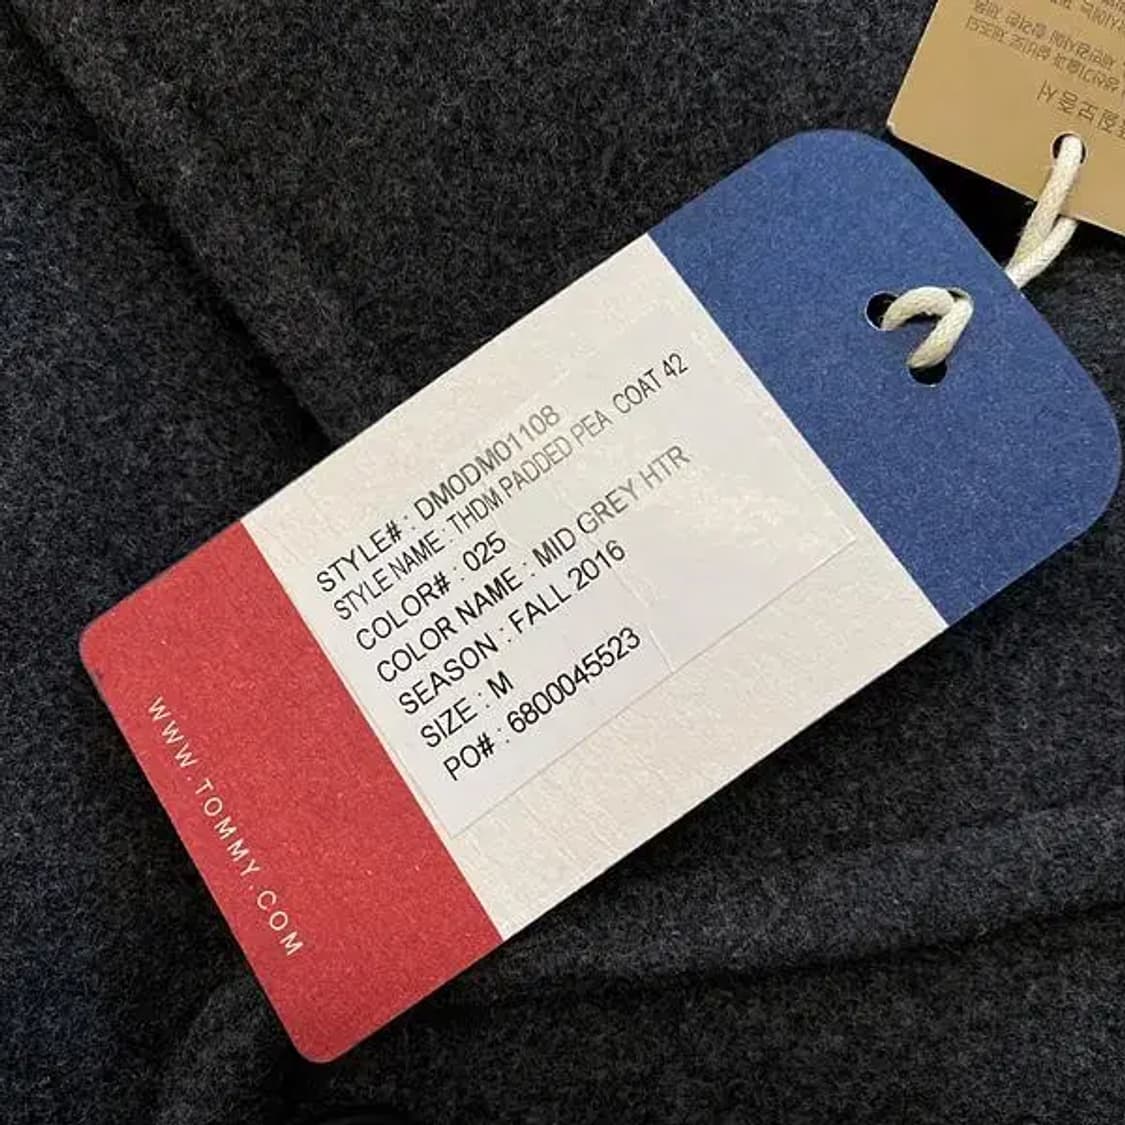 STYLE# : DM0DM01108
STYLE NAME : THDM PADDED PEA COAT 42
COLOR# : 025
COLOR NAME : MID GREY HTR
SEASON : FALL 2016
SIZE : M
PO# : 6800045523
WWW.TOMMY.COM